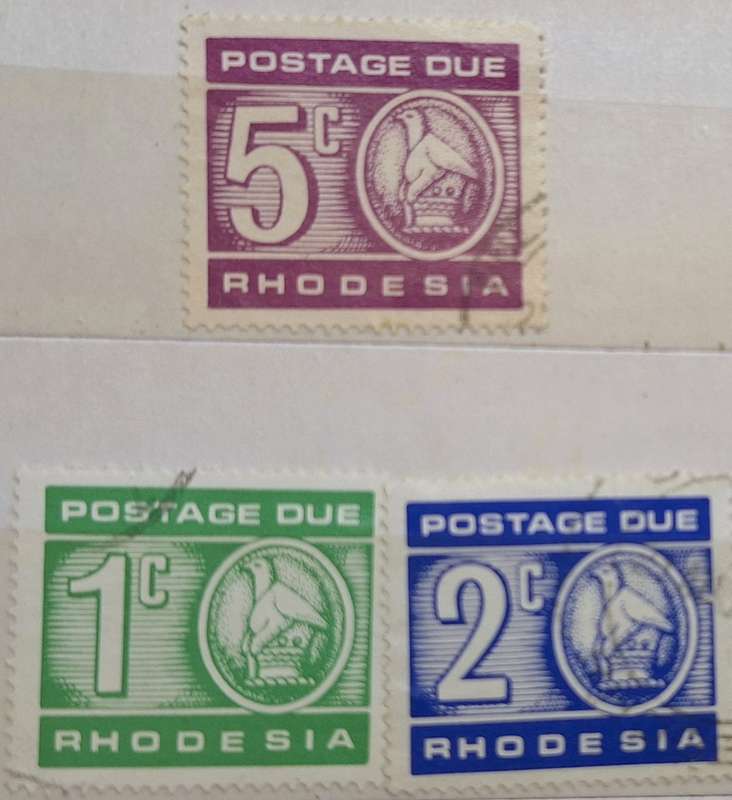 POSTAGE DUE
5c
RHODESIA
POSTAGE DUE
1c
RHODESIA
POSTAGE DUE
2c
RHODESIA